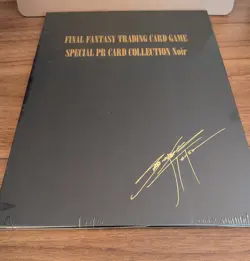 FINAL FANTASY TRADING CARD GAME
SPECIAL PR CARD COLLECTION Noir